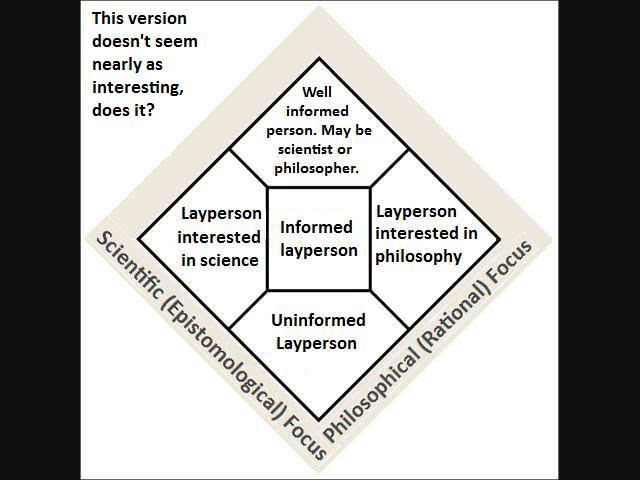 This version
doesn't seem
nearly as
interesting,
does it?
Well
informed
person. May be
scientist or
philosopher.
Layperson
interested
in science
Informed
layperson
Layperson
interested in
philosophy
Uninformed
Layperson
Scientific (Epistomological) Focus
Philosophical (Rational) Focus